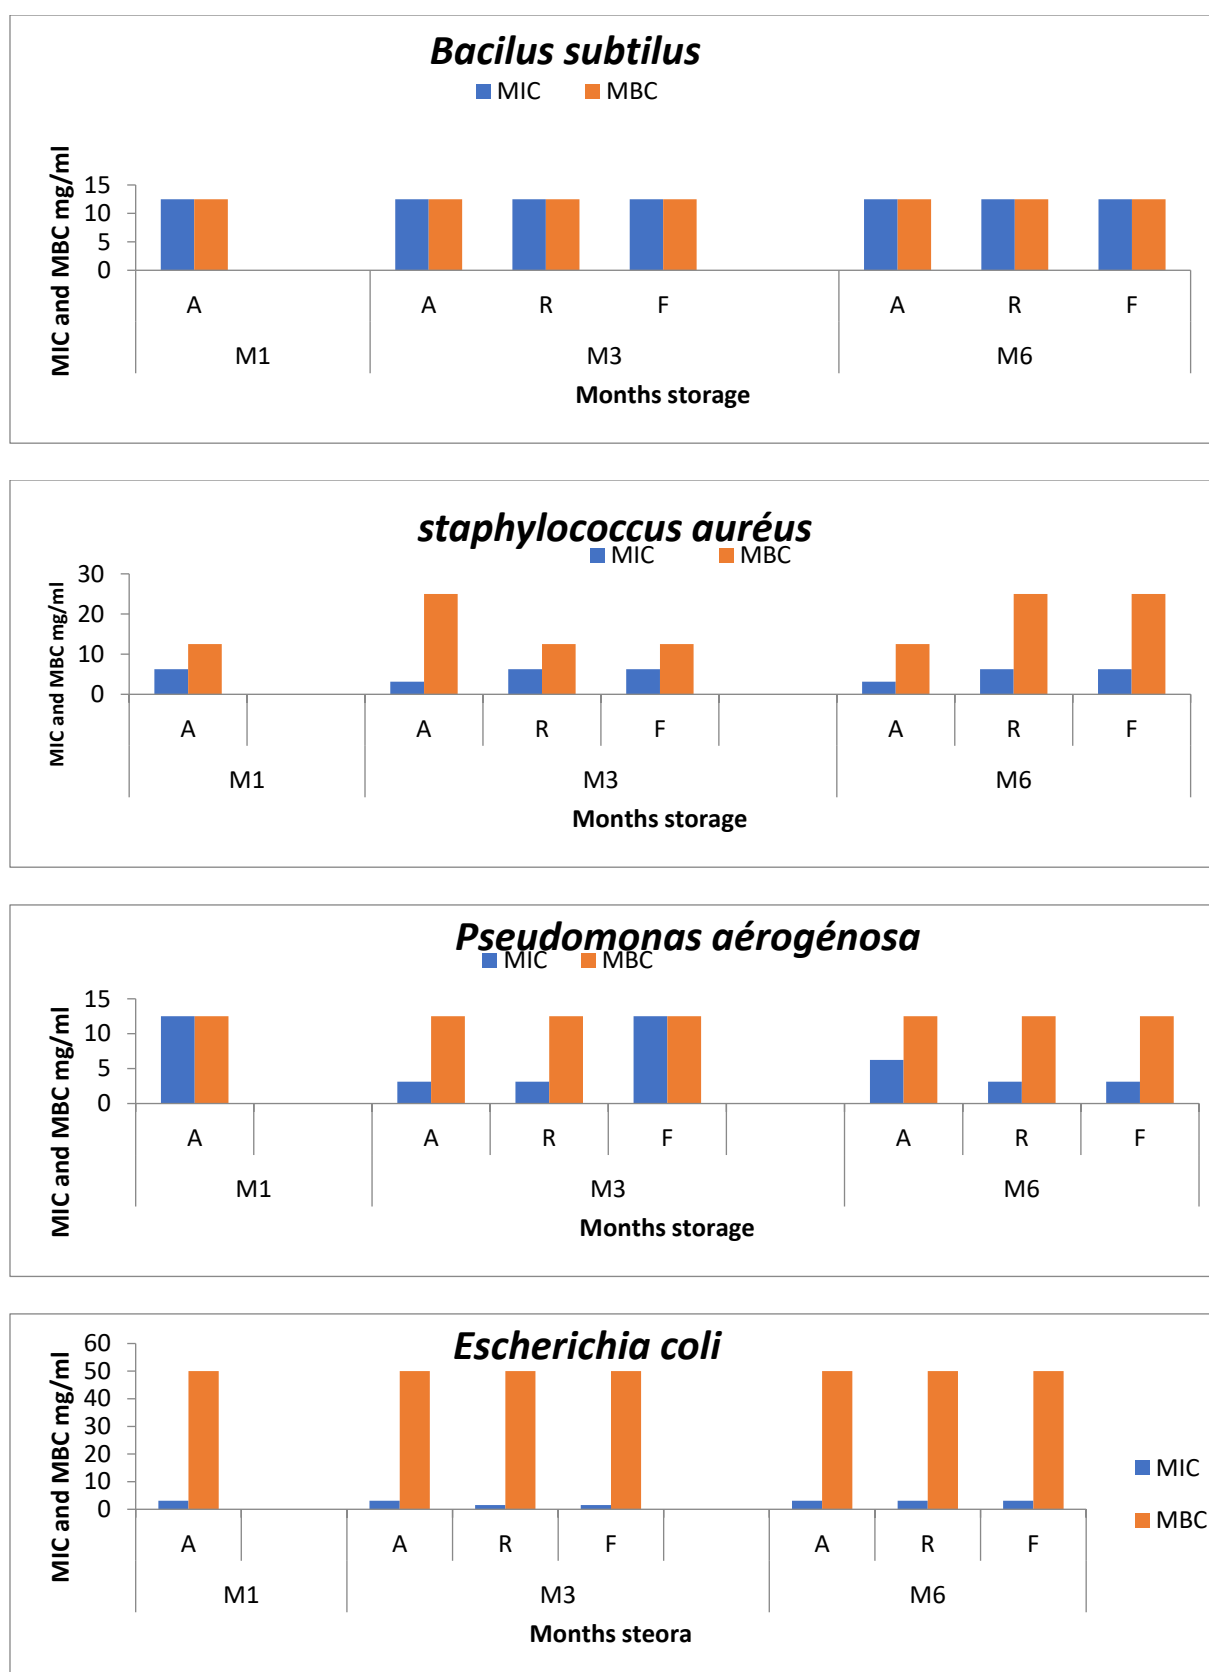 Bacilus subtilus
MIC MBC
MIC and MBC mg/ml
15
10
5
0
A A R F A R F
M1 M3 M6
Months storage
staphylococcus auréus
MIC MBC
MIC and MBC mg/ml
30
20
10
0
A A R F A R F
M1 M3 M6
Months storage
Pseudomonas aérogénosa
MIC MBC
MIC and MBC mg/ml
15
10
5
0
A A R F A R F
M1 M3 M6
Months storage
Escherichia coli
MIC and MBC mg/ml
60
50
40
30
20
10
0
MIC
MBC
A A R F A R F
M1 M3 M6
Months steora